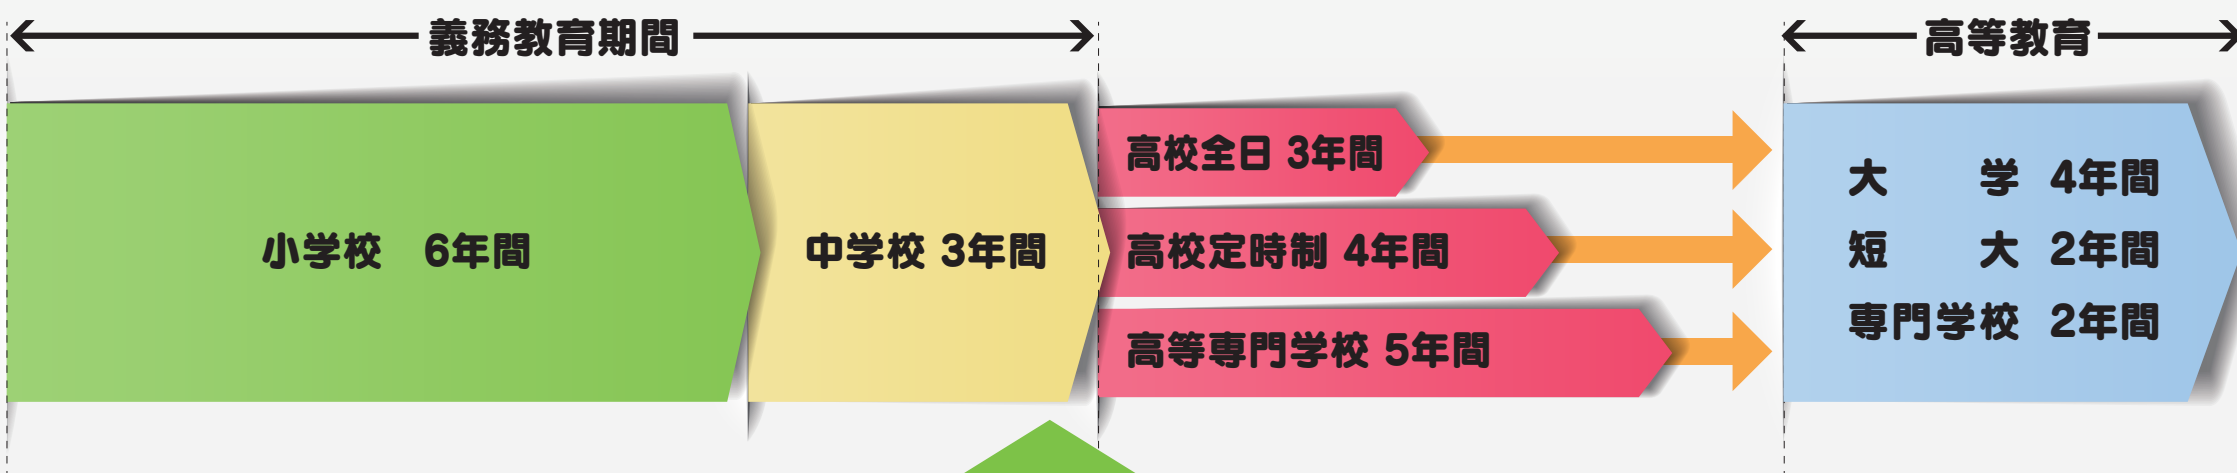 義務教育期間
高等教育
小学校　6年間
中学校 3年間
高校全日 3年間
高校定時制 4年間
高等専門学校 5年間
大　　学 4年間
短　　大 2年間
専門学校 2年間